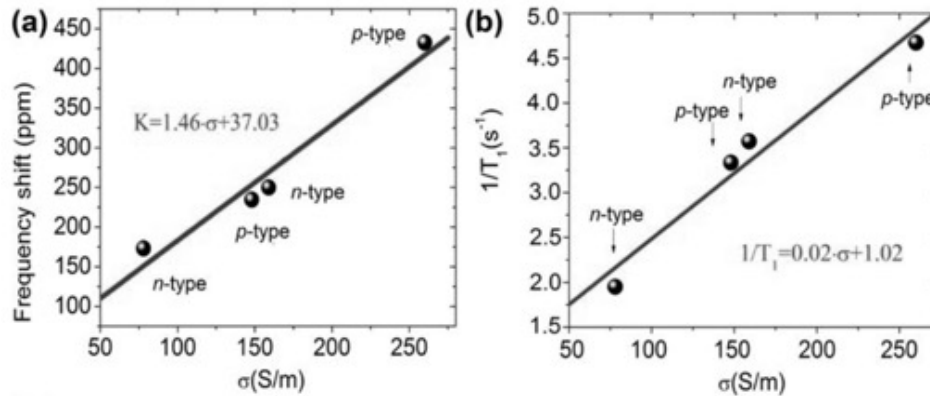 (a)
Frequency shift (ppm)
450
400
350
300
250
200
150
100
p-type
K=1.46·σ+37.03
n-type
p-type
n-type
50
100
150
200
250
σ(S/m)
(b)
1/T₁(s⁻¹)
5.0
4.5
4.0
3.5
3.0
2.5
2.0
1.5
n-type
p-type
p-type
n-type
1/T₁=0.02·σ+1.02
50
100
150
200
250
σ(S/m)